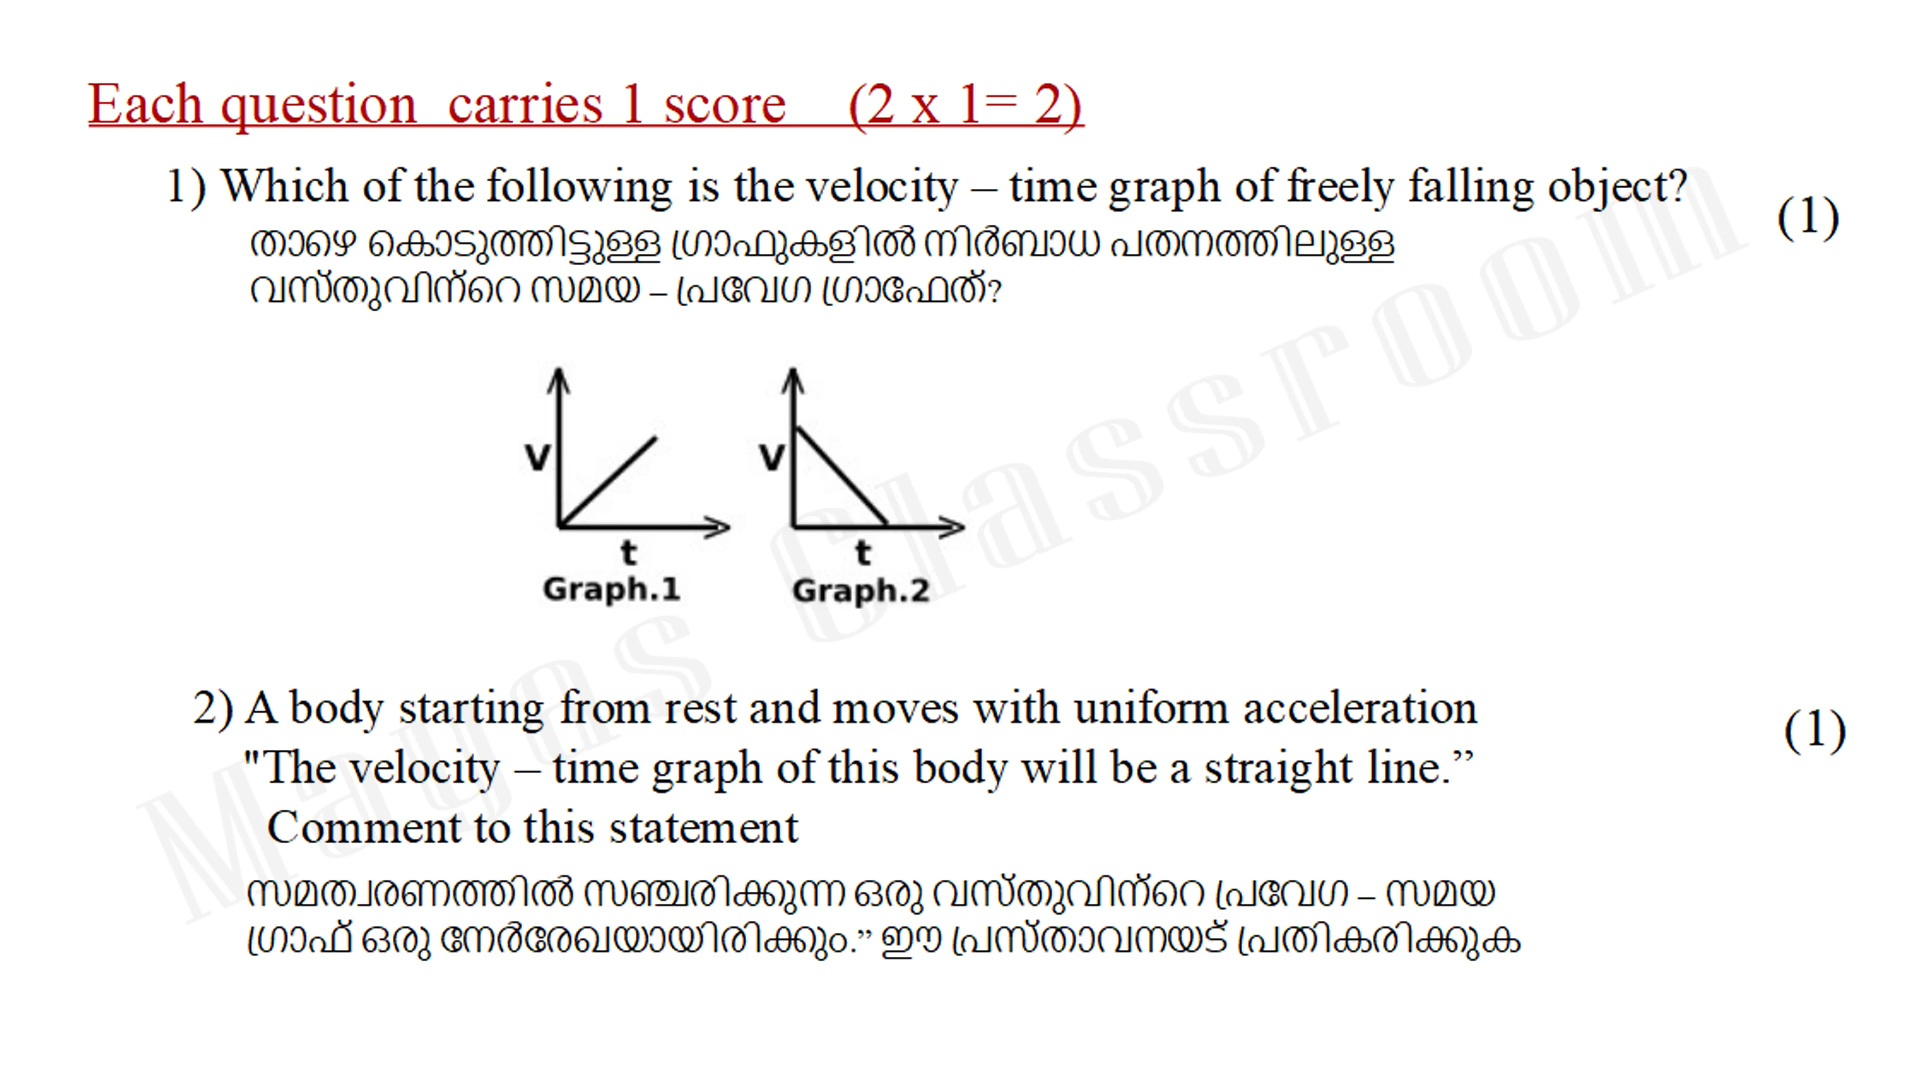 Each question  carries 1 score    (2 x 1= 2)
1) Which of the following is the velocity – time graph of freely falling object?
(1)
താഴെ കൊടുത്തിട്ടുള്ള ഗ്രാഫുകളിൽ നിർബാധ പതനത്തിലുള്ള
വസ്തുവിന്റെ സമയ – പ്രവേഗ ഗ്രാഫേത്?
V
t
Graph.1
V
t
Graph.2
2) A body starting from rest and moves with uniform acceleration
(1)
"The velocity – time graph of this body will be a straight line.”
Comment to this statement
സമത്വരണത്തിൽ സഞ്ചരിക്കുന്ന ഒരു വസ്തുവിന്റെ പ്രവേഗ – സമയ
ഗ്രാഫ് ഒരു നേർരേഖയായിരിക്കും.” ഈ പ്രസ്താവനയട് പ്രതികരിക്കുക
Mayas Classroom